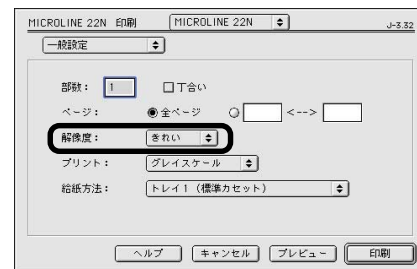 MICROLINE 22N 印刷 MICROLINE 22N J-3.32
一般設定
部数： 1 丁合い
ページ： 全ページ <-->
解像度： きれい
プリント： グレイスケール
給紙方法： トレイ1（標準カセット）
ヘルプ キャンセル プレビュー 印刷